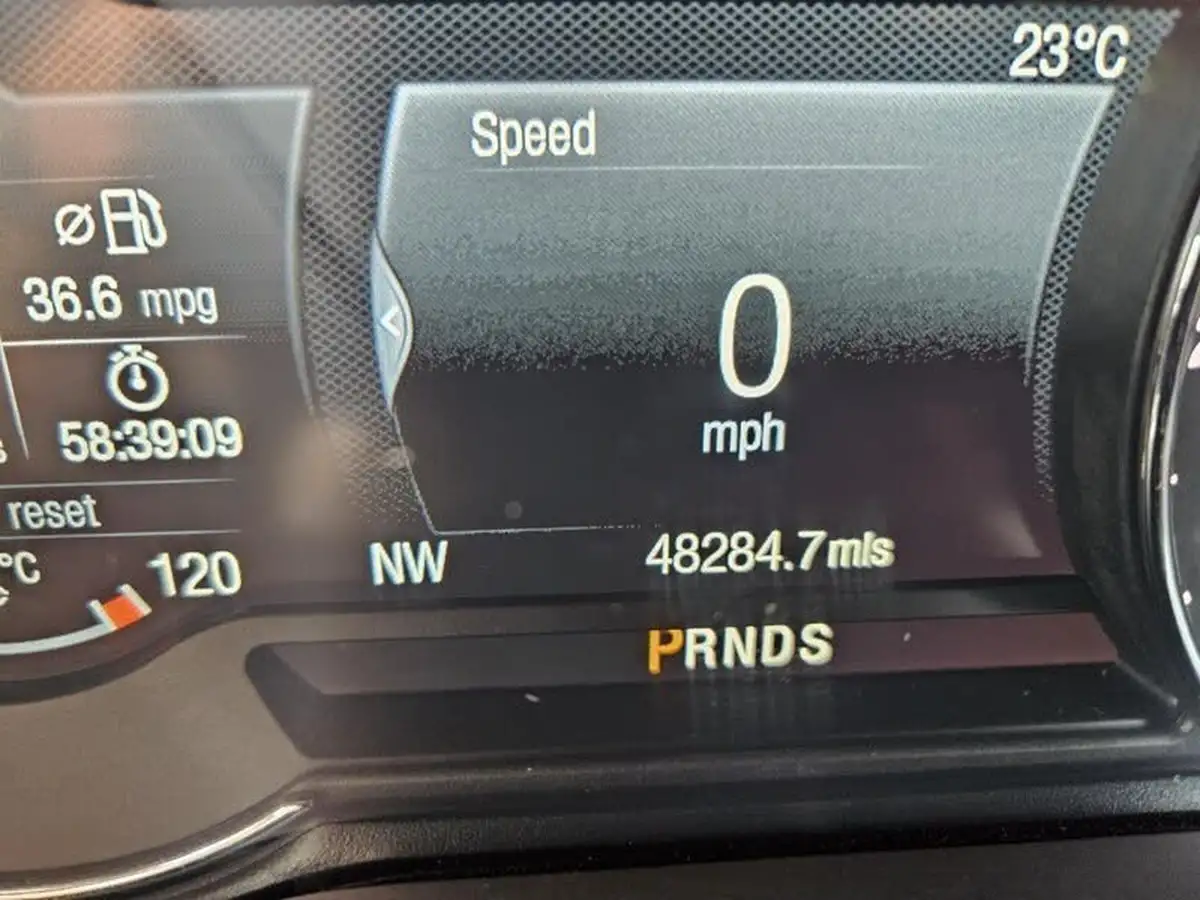 23°C
Speed
36.6 mpg
0
mph
58:39:09
reset
°C
120
NW
48284.7mls
PRNDS